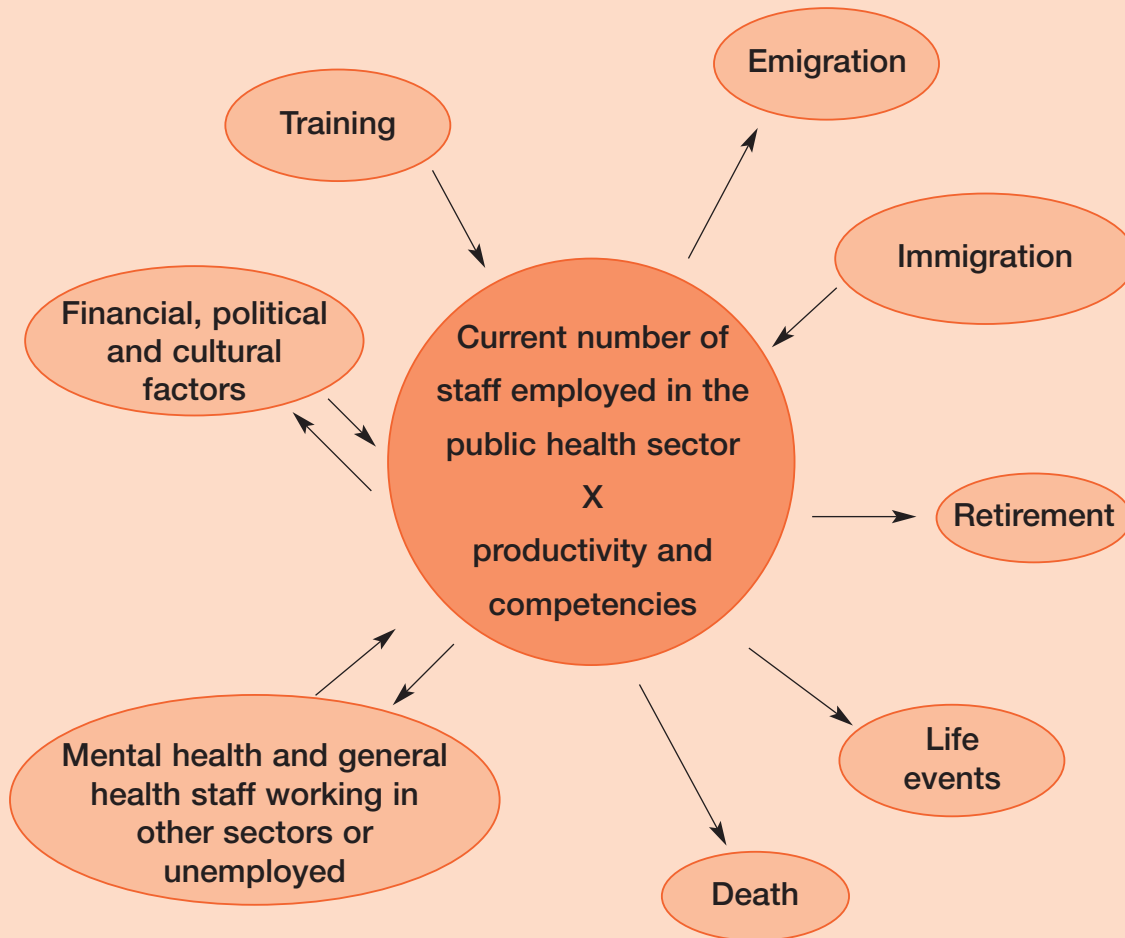 Emigration
Training
Immigration
Financial, political
and cultural
factors
Current number of
staff employed in the
public health sector
X
productivity and
competencies
Retirement
Mental health and general
health staff working in
other sectors or
unemployed
Life
events
Death